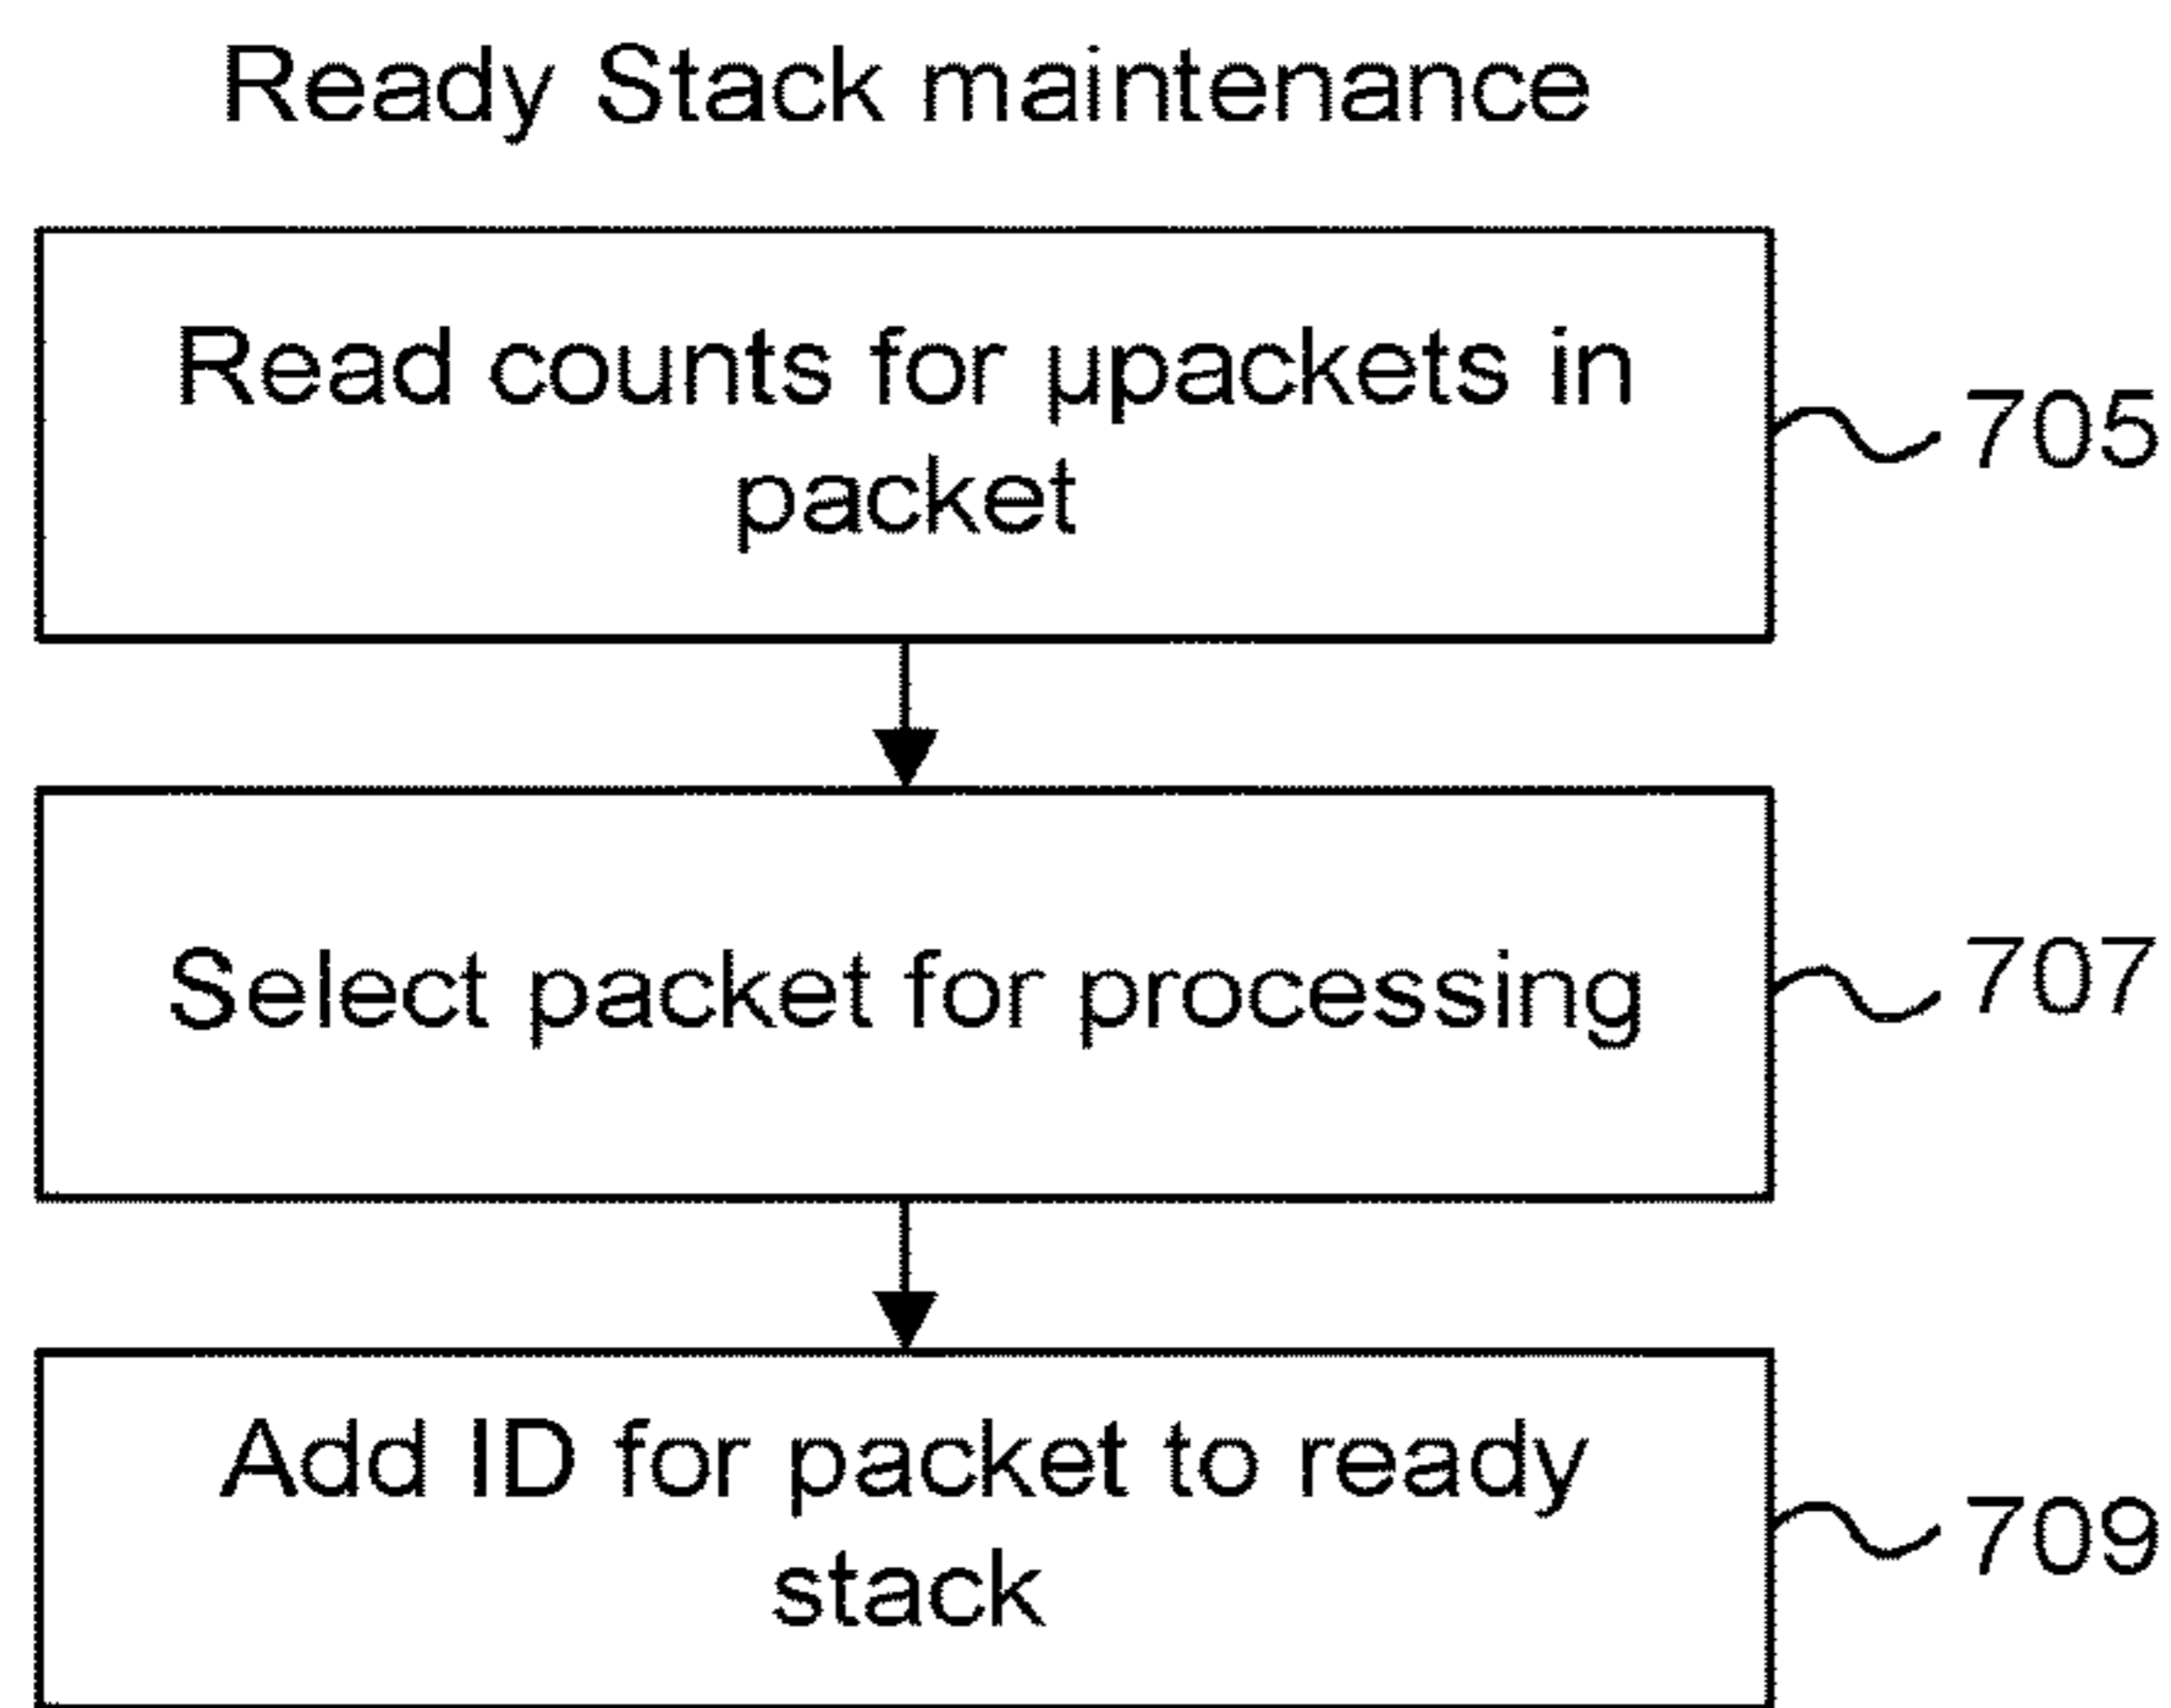 Ready Stack maintenance
Read counts for µpackets in
packet
705
Select packet for processing
707
Add ID for packet to ready
stack
709